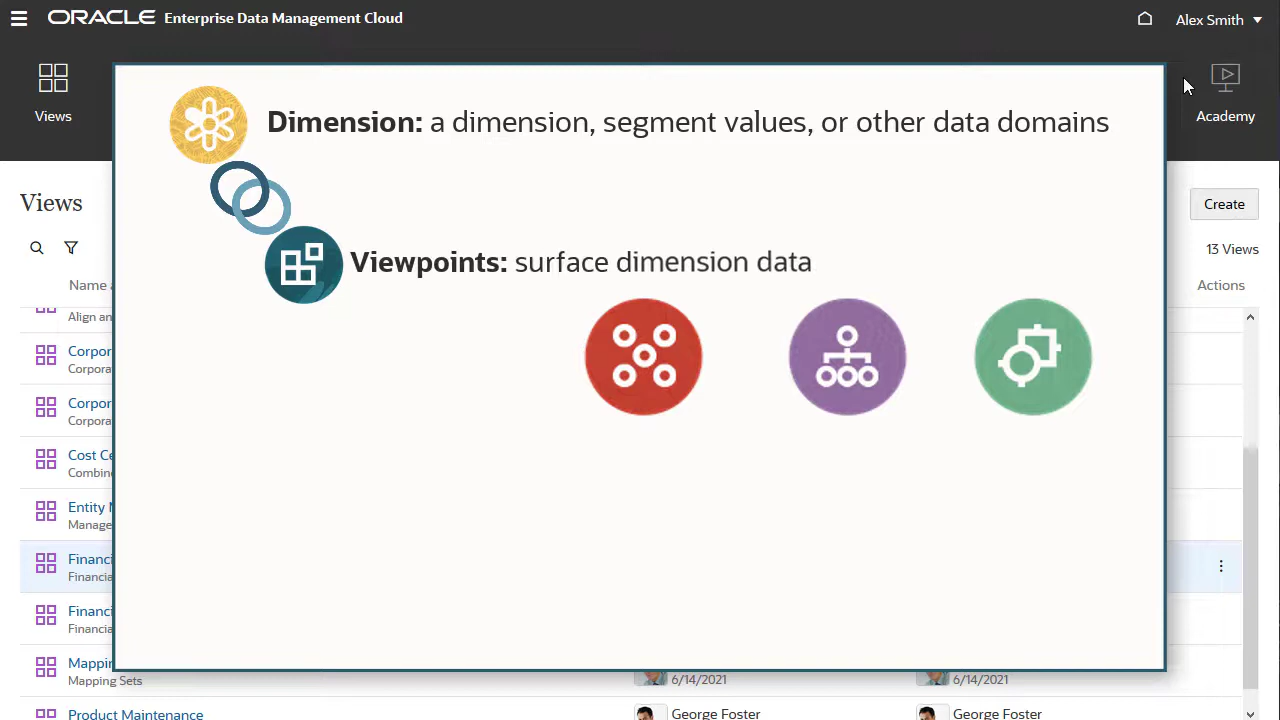 ORACLE Enterprise Data Management Cloud
Alex Smith
Views
Academy
Dimension: a dimension, segment values, or other data domains
Viewpoints: surface dimension data
Views
Create
13 Views
Name
Actions
Align an
Corpor
Corpora
Corpor
Corpora
Cost Ce
Combin
Entity
Manage
Financi
Financia
Financi
Financia
Mappin
Mapping Sets
6/14/2021
6/14/2021
Product Maintenance
George Foster
George Foster